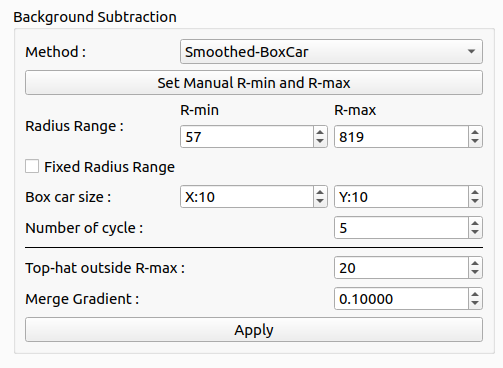 Background Subtraction
Method : Smoothed-BoxCar
Set Manual R-min and R-max
R-min R-max
Radius Range : 57 819
Fixed Radius Range
Box car size : X:10 Y:10
Number of cycle : 5
Top-hat outside R-max : 20
Merge Gradient : 0.10000
Apply